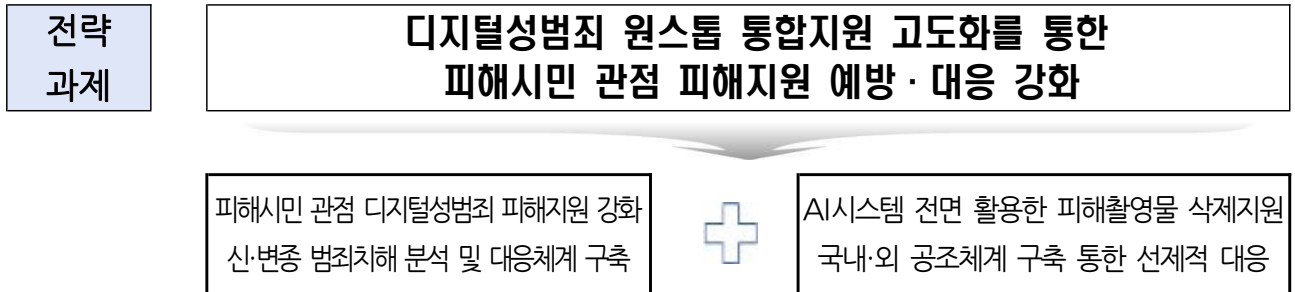 전략
과제
디지털성범죄 원스톱 통합지원 고도화를 통한
피해시민 관점 피해지원 예방·대응 강화
피해시민 관점 디지털성범죄 피해지원 강화
신·변종 범죄치해 분석 및 대응체계 구축
AI시스템 전면 활용한 피해촬영물 삭제지원
국내·외 공조체계 구축 통한 선제적 대응